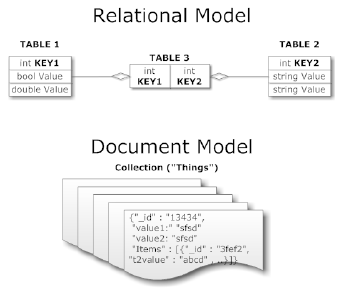 Relational Model
TABLE 1
int KEY1
bool Value
double Value
TABLE 3
int
KEY1
int
KEY2
TABLE 2
int KEY2
string Value
string Value
Document Model
Collection ("Things")
{"_id" : "13434",
"value1:" "sfsd"
"value2: "sfsd"
"Items" : [{"_id" : "3fef2",
"t2value" : "abcd" , ..}]}